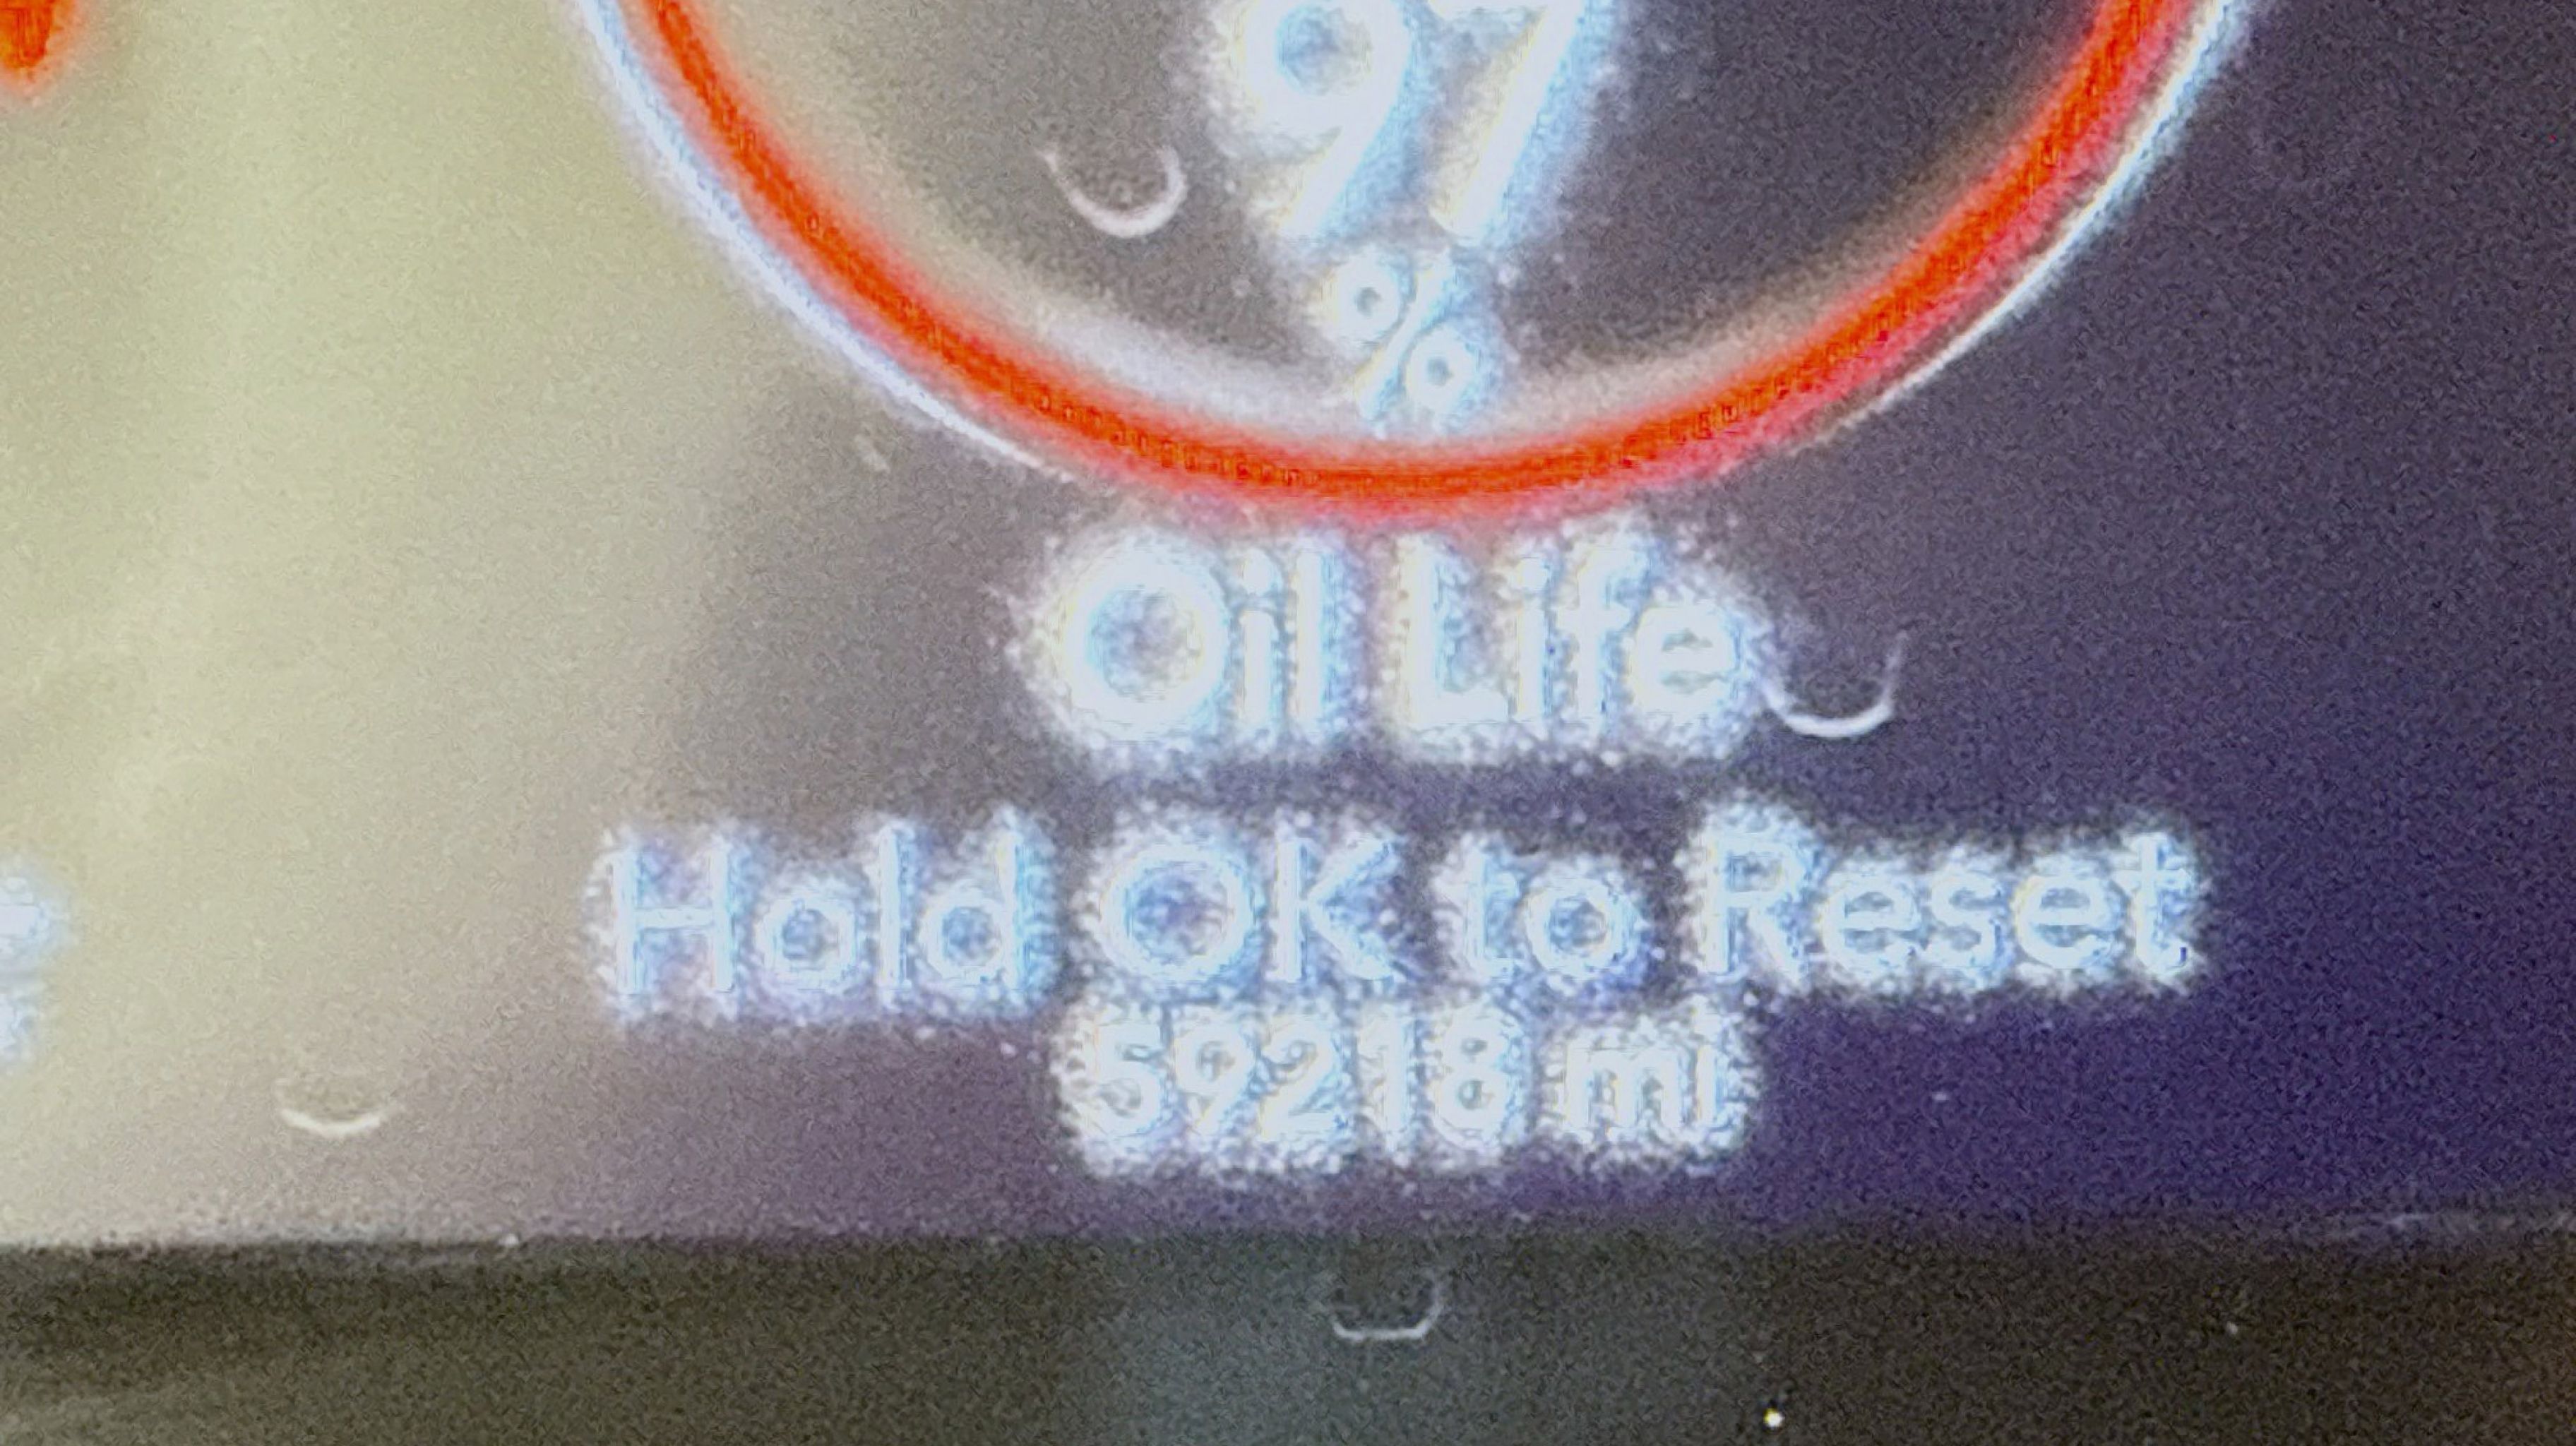 97
%
Oil Life
Hold OK to Reset
59218 mi